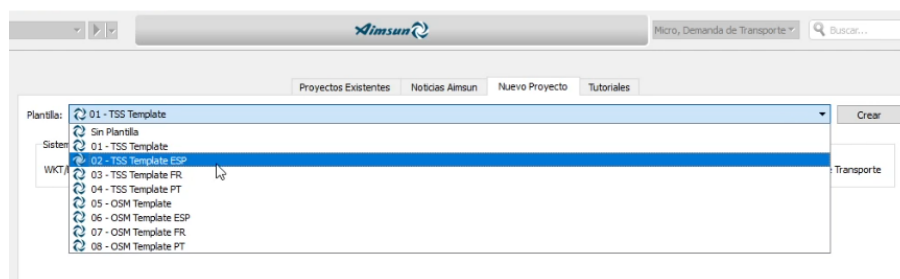 Aimsun
Micro, Demanda de Transporte
Buscar...
Proyectos Existentes
Noticias Aimsun
Nuevo Proyecto
Tutoriales
Plantilla:
01 - TSS Template
Crear
Sin Plantilla
01 - TSS Template
02 - TSS Template ESP
03 - TSS Template FR
04 - TSS Template PT
05 - OSM Template
06 - OSM Template ESP
07 - OSM Template FR
08 - OSM Template PT
Sistem
WKT/
Transporte